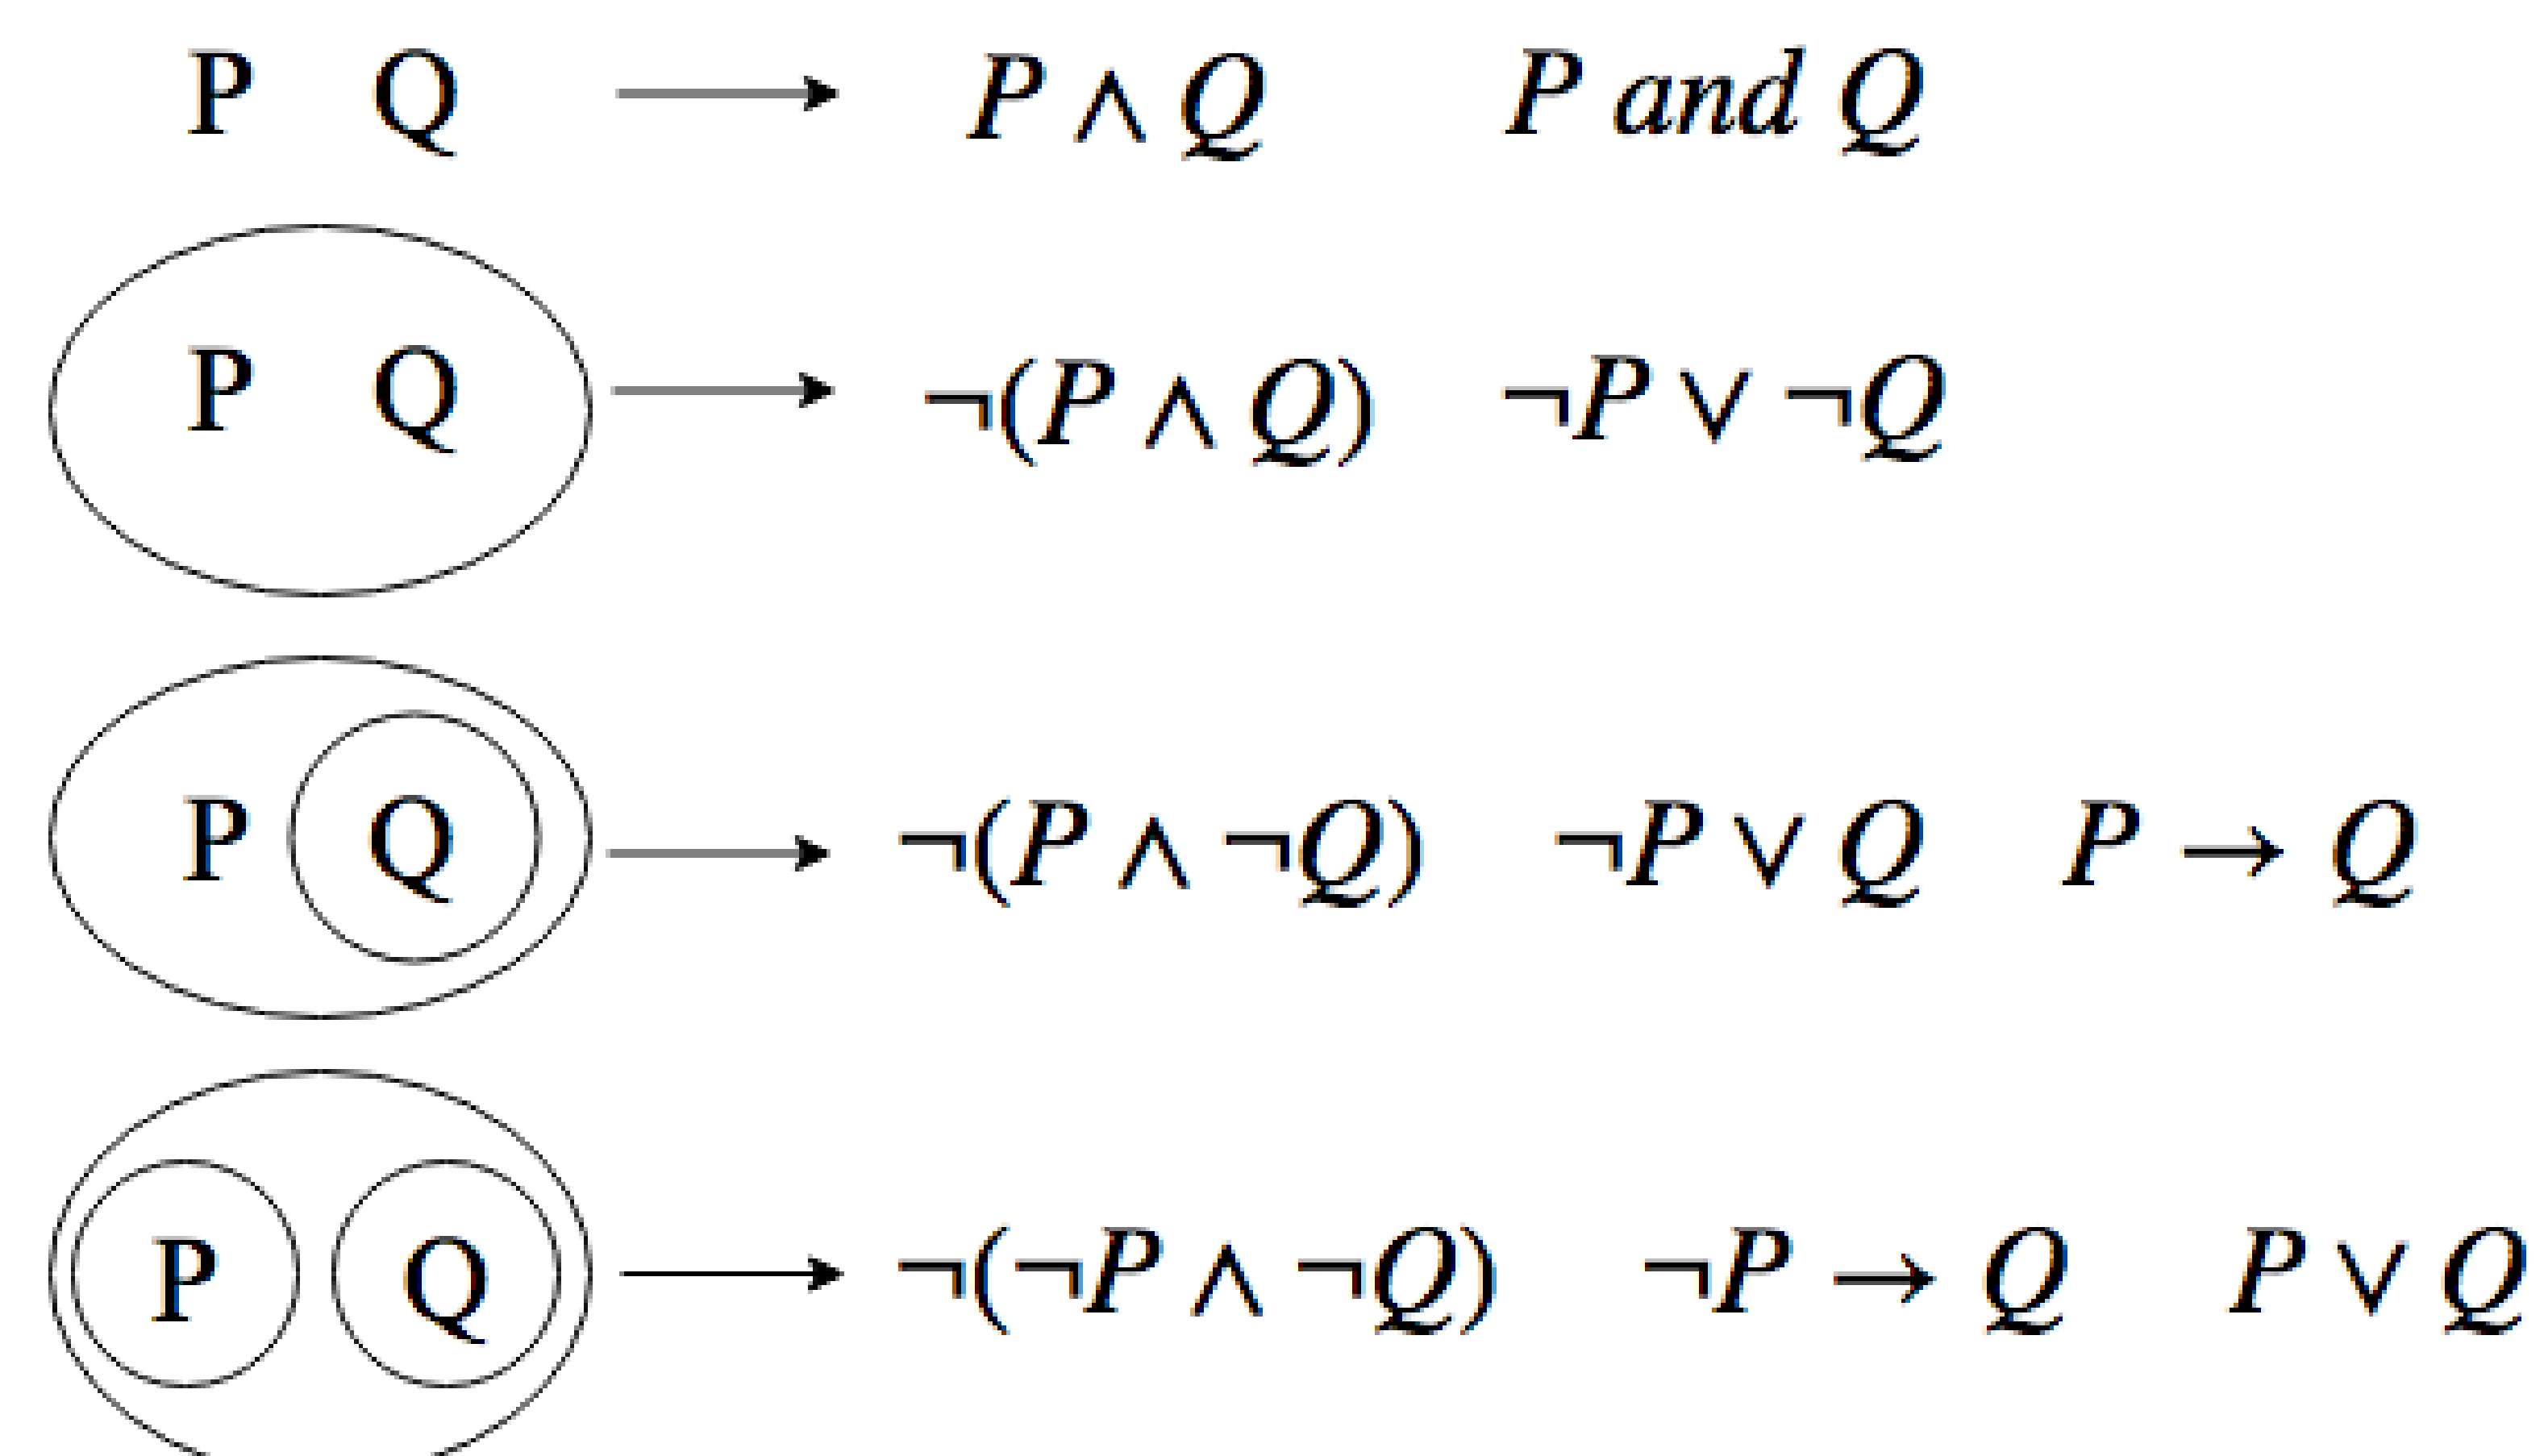 P Q P ∧ Q P and Q
P Q ¬(P ∧ Q) ¬P ∨ ¬Q
P Q ¬(P ∧ ¬Q) ¬P ∨ Q P → Q
P Q ¬(¬P ∧ ¬Q) ¬P → Q P ∨ Q